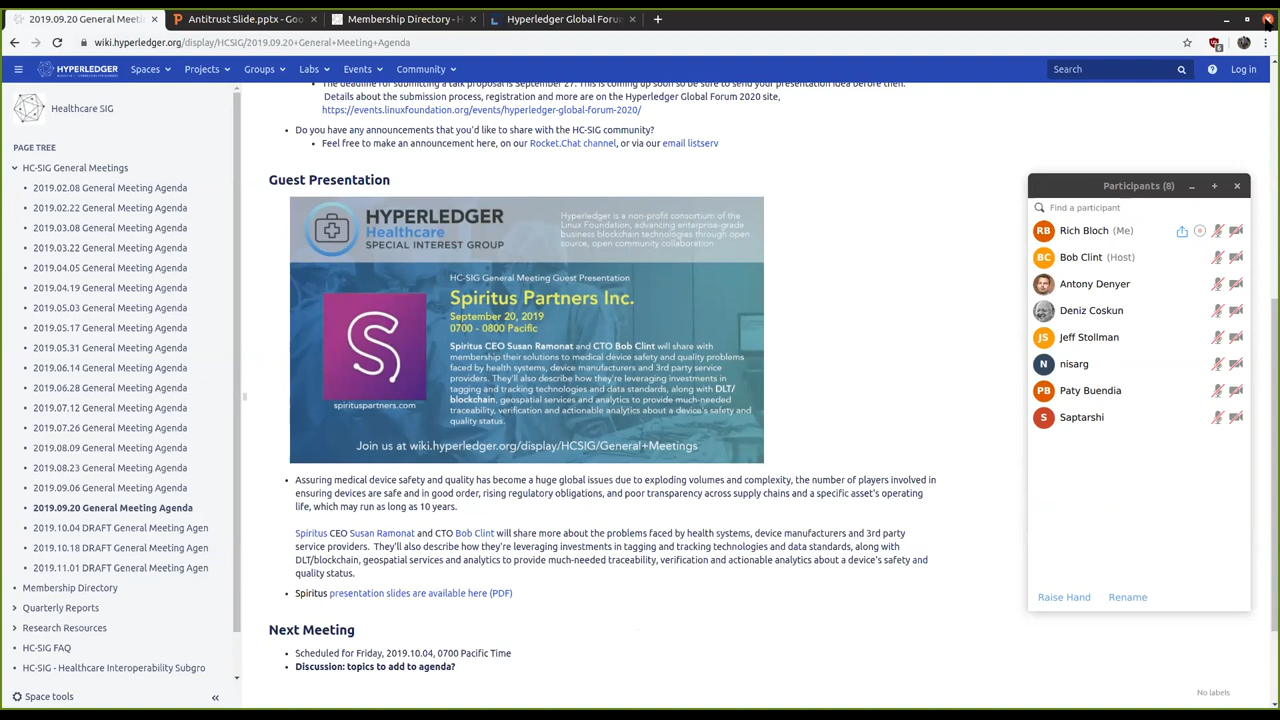 2019.09.20 General Meeti
Antitrust Slide.pptx - Goo
Membership Directory - H
Hyperledger Global Foru
wiki.hyperledger.org/display/HCSIG/2019.09.20+General+Meeting+Agenda
6
HYPERLEDGER
Spaces
Projects
Groups
Labs
Events
Community
Search
Log in
Healthcare SIG
PAGE TREE
HC-SIG General Meetings
2019.02.08 General Meeting Agenda
2019.02.22 General Meeting Agenda
2019.03.08 General Meeting Agenda
2019.03.22 General Meeting Agenda
2019.04.05 General Meeting Agenda
2019.04.19 General Meeting Agenda
2019.05.03 General Meeting Agenda
2019.05.17 General Meeting Agenda
2019.05.31 General Meeting Agenda
2019.06.14 General Meeting Agenda
2019.06.28 General Meeting Agenda
2019.07.12 General Meeting Agenda
2019.07.26 General Meeting Agenda
2019.08.09 General Meeting Agenda
2019.08.23 General Meeting Agenda
2019.09.06 General Meeting Agenda
2019.09.20 General Meeting Agenda
2019.10.04 DRAFT General Meeting Agen
2019.10.18 DRAFT General Meeting Agen
2019.11.01 DRAFT General Meeting Agen
Membership Directory
Quarterly Reports
Research Resources
HC-SIG FAQ
HC-SIG - Healthcare Interoperability Subgro
Space tools
The deadline for submitting a talk proposal is September 27. This is coming up soon so be sure to send your presentation idea before then.
Details about the submission process, registration and more are on the Hyperledger Global Forum 2020 site,
https://events.linuxfoundation.org/events/hyperledger-global-forum-2020/
Do you have any announcements that you'd like to share with the HC-SIG community?
Feel free to make an announcement here, on our Rocket.Chat channel, or via our email listserv
Guest Presentation
HYPERLEDGER
Healthcare
SPECIAL INTEREST GROUP
Hyperledger is a non-profit consortium of the
Linux Foundation, advancing enterprise-grade
business blockchain technologies through open
source, open community collaboration
HC-SIG General Meeting Guest Presentation
Spiritus Partners Inc.
September 20, 2019
0700 - 0800 Pacific
Spiritus CEO Susan Ramonat and CTO Bob Clint will share with
membership their solutions to medical device safety and quality problems
faced by health systems, device manufacturers and 3rd party service
providers. They'll also describe how they're leveraging investments in
tagging and tracking technologies and data standards, along with DLT/
blockchain, geospatial services and analytics to provide much-needed
traceability, verification and actionable analytics about a device's safety and
quality status.
spirituspartners.com
Join us at wiki.hyperledger.org/display/HCSIG/General+Meetings
Assuring medical device safety and quality has become a huge global issues due to exploding volumes and complexity, the number of players involved in
ensuring devices are safe and in good order, rising regulatory obligations, and poor transparency across supply chains and a specific asset's operating
life, which may run as long as 10 years.
Spiritus CEO Susan Ramonat and CTO Bob Clint will share more about the problems faced by health systems, device manufacturers and 3rd party
service providers. They'll also describe how they're leveraging investments in tagging and tracking technologies and data standards, along with
DLT/blockchain, geospatial services and analytics to provide much-needed traceability, verification and actionable analytics about a device's safety and
quality status.
Spiritus presentation slides are available here (PDF)
Next Meeting
Scheduled for Friday, 2019.10.04, 0700 Pacific Time
Discussion: topics to add to agenda?
No labels
Participants (8)
Find a participant
RB Rich Bloch (Me)
BC Bob Clint (Host)
Antony Denyer
Deniz Coskun
JS Jeff Stollman
N nisarg
PB Paty Buendia
S Saptarshi
Raise Hand
Rename